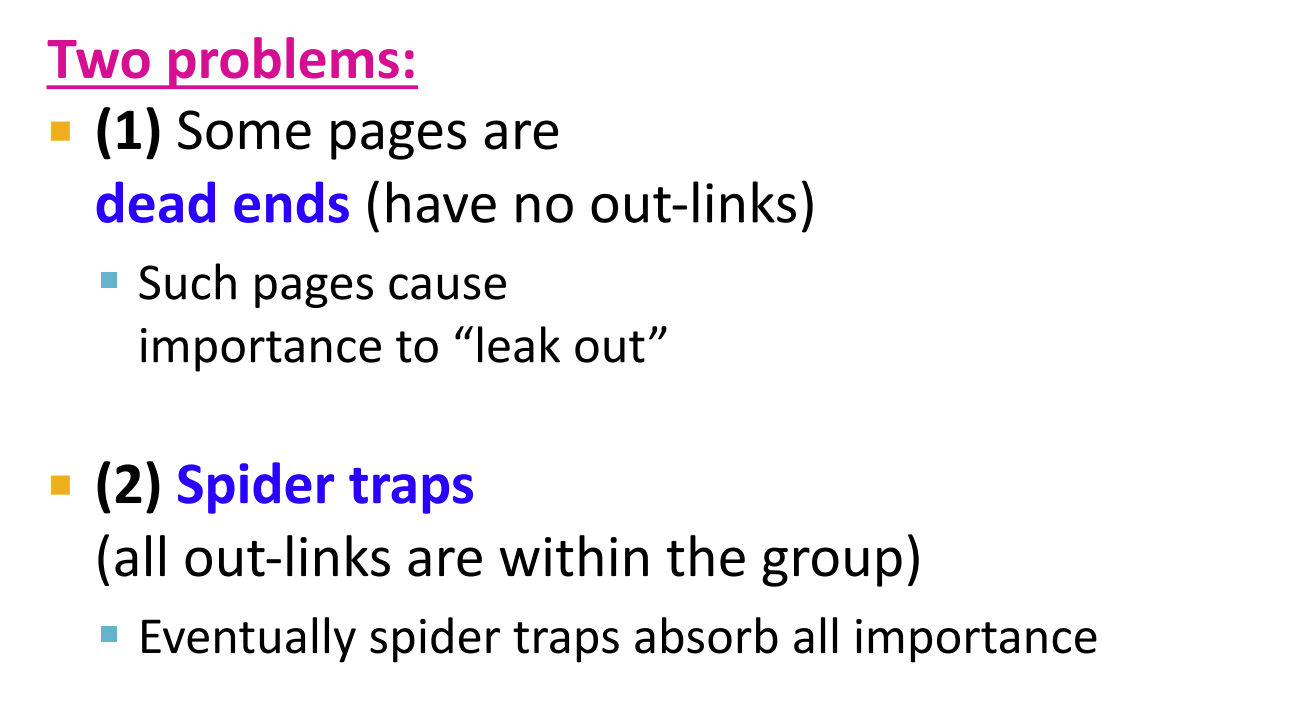 Two problems:
(1) Some pages are
dead ends (have no out-links)
Such pages cause
importance to “leak out”
(2) Spider traps
(all out-links are within the group)
Eventually spider traps absorb all importance